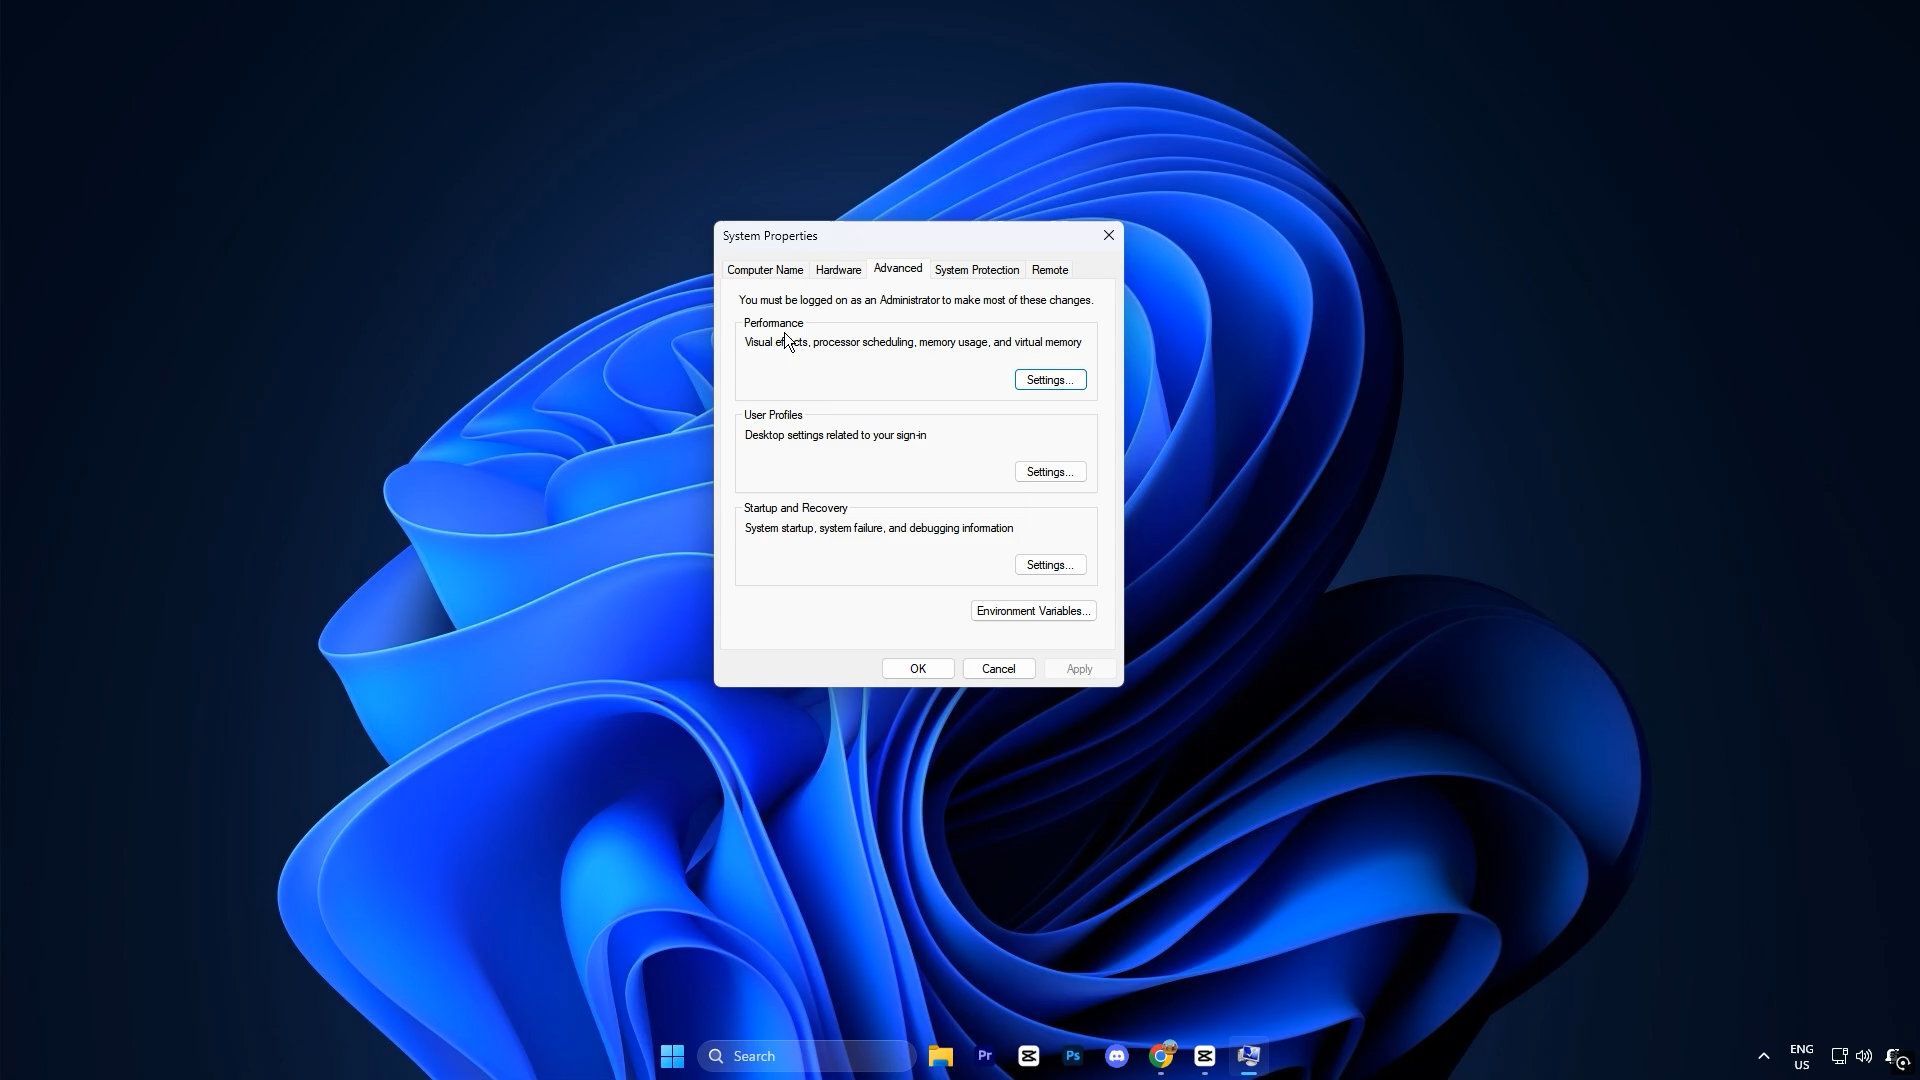 System Properties
Computer Name Hardware Advanced System Protection Remote
You must be logged on as an Administrator to make most of these changes.
Performance
Visual effects, processor scheduling, memory usage, and virtual memory
Settings...
User Profiles
Desktop settings related to your sign-in
Settings...
Startup and Recovery
System startup, system failure, and debugging information
Settings...
Environment Variables...
OK Cancel Apply
Search Pr Ps
ENG
US